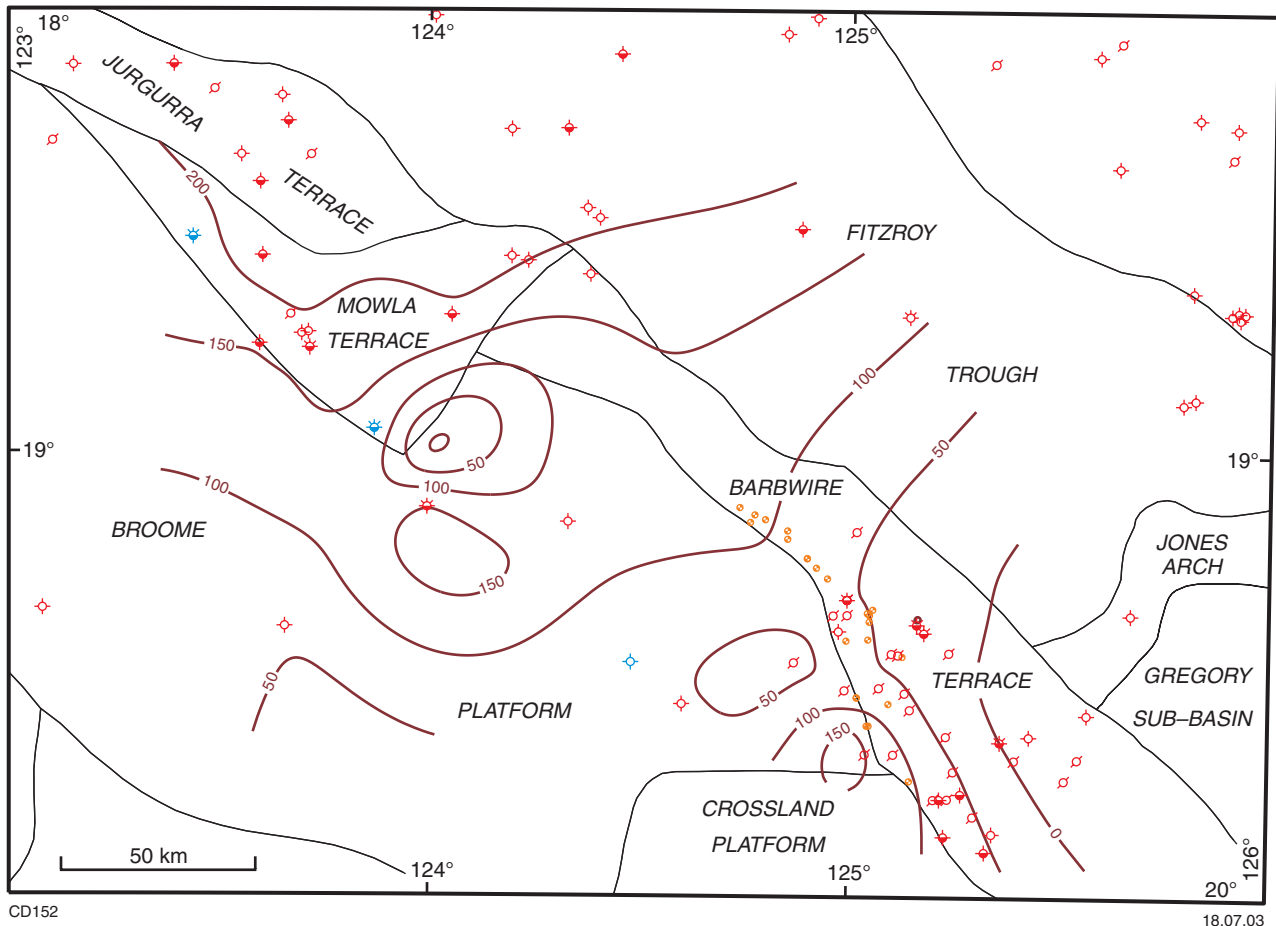 18°
123°
124°
125°
JURGURRA
TERRACE
200
FITZROY
MOWLA
TERRACE
150
100
TROUGH
50
19°
19°
50
100
100
BARBWIRE
BROOME
JONES
ARCH
150
50
TERRACE
GREGORY
SUB–BASIN
50
PLATFORM
100
150
CROSSLAND
PLATFORM
0
50 km
124°
125°
126°
20°
CD152
18.07.03